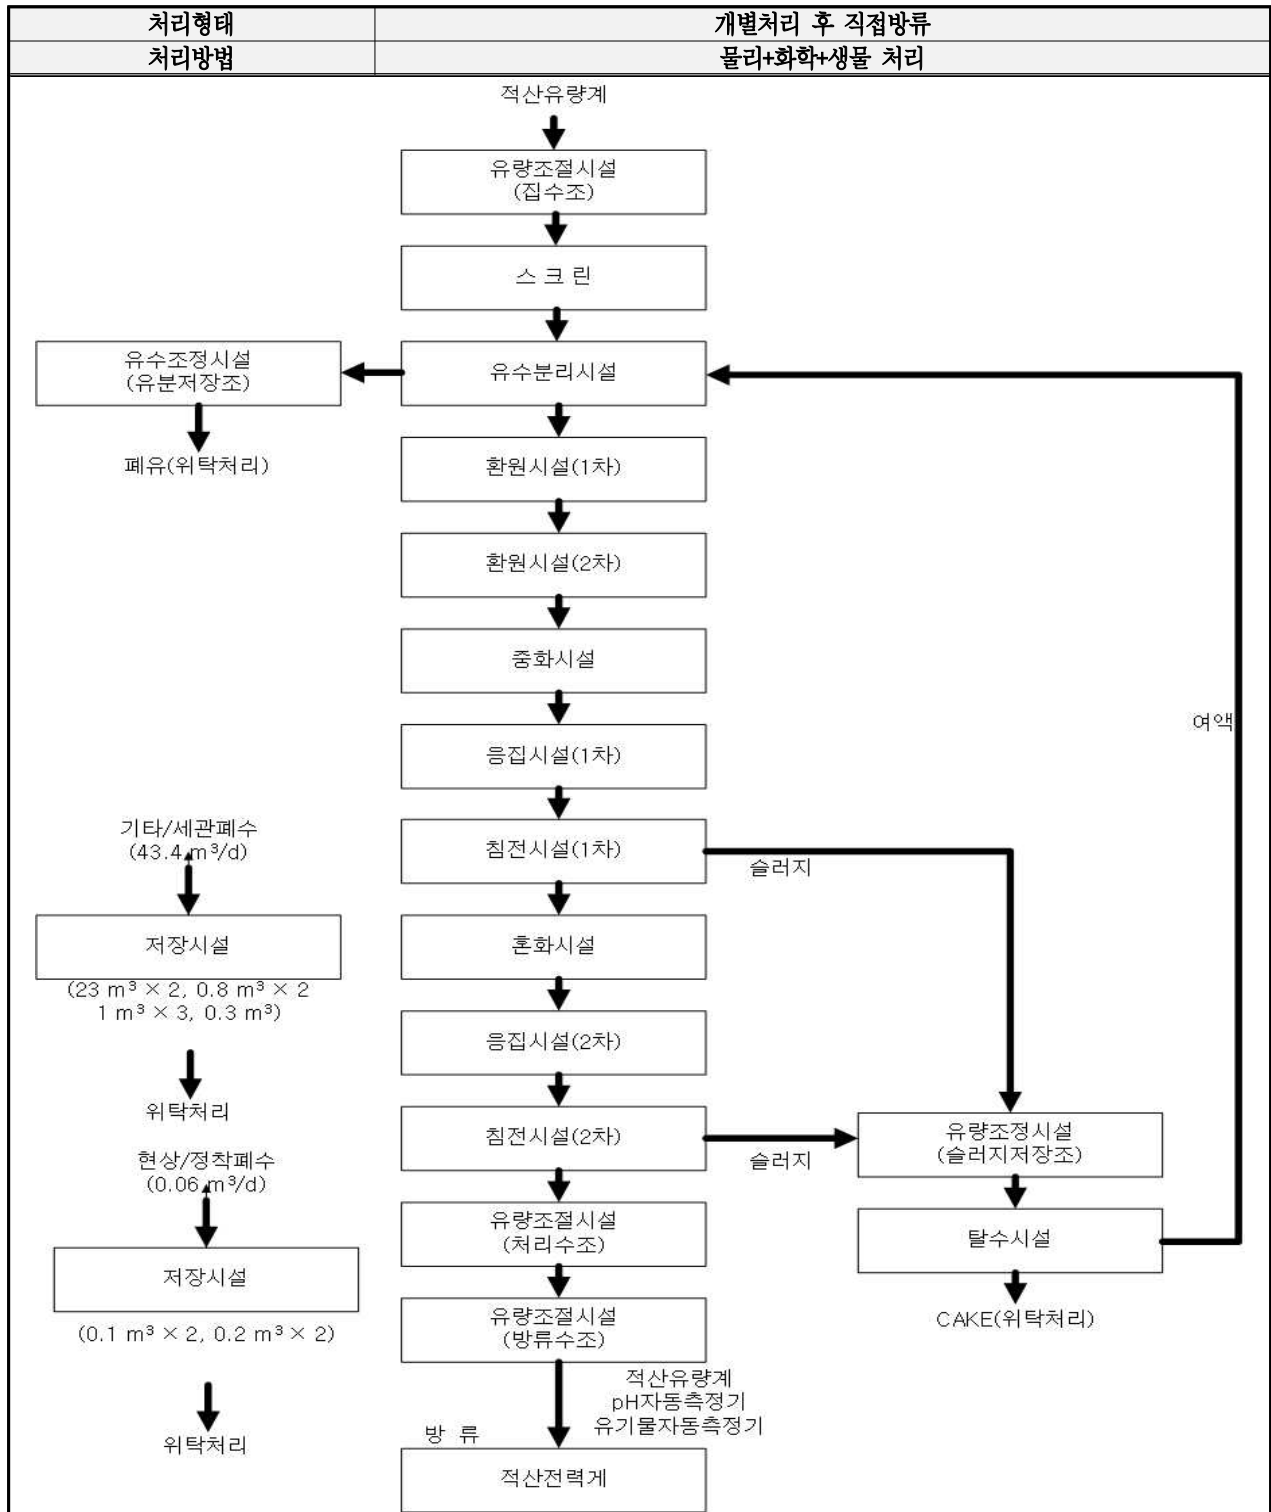 처리형태
개별처리 후 직접방류
처리방법
물리+화학+생물 처리
적산유량계
유량조절시설
(집수조)
스 크 린
유수조정시설
(유분저장조)
유수분리시설
폐유(위탁처리)
환원시설(1차)
환원시설(2차)
중화시설
여액
응집시설(1차)
기타/세관폐수
(43.4 m³/d)
침전시설(1차)
슬러지
저장시설
(23 m³ × 2, 0.8 m³ × 2
1 m³ × 3, 0.3 m³)
혼화시설
응집시설(2차)
위탁처리
침전시설(2차)
슬러지
유량조정시설
(슬러지저장조)
현상/정착폐수
(0.06 m³/d)
유량조절시설
(처리수조)
탈수시설
저장시설
(0.1 m³ × 2, 0.2 m³ × 2)
유량조절시설
(방류수조)
CAKE(위탁처리)
적산유량계
pH자동측정기
유기물자동측정기
방 류
위탁처리
적산전력게